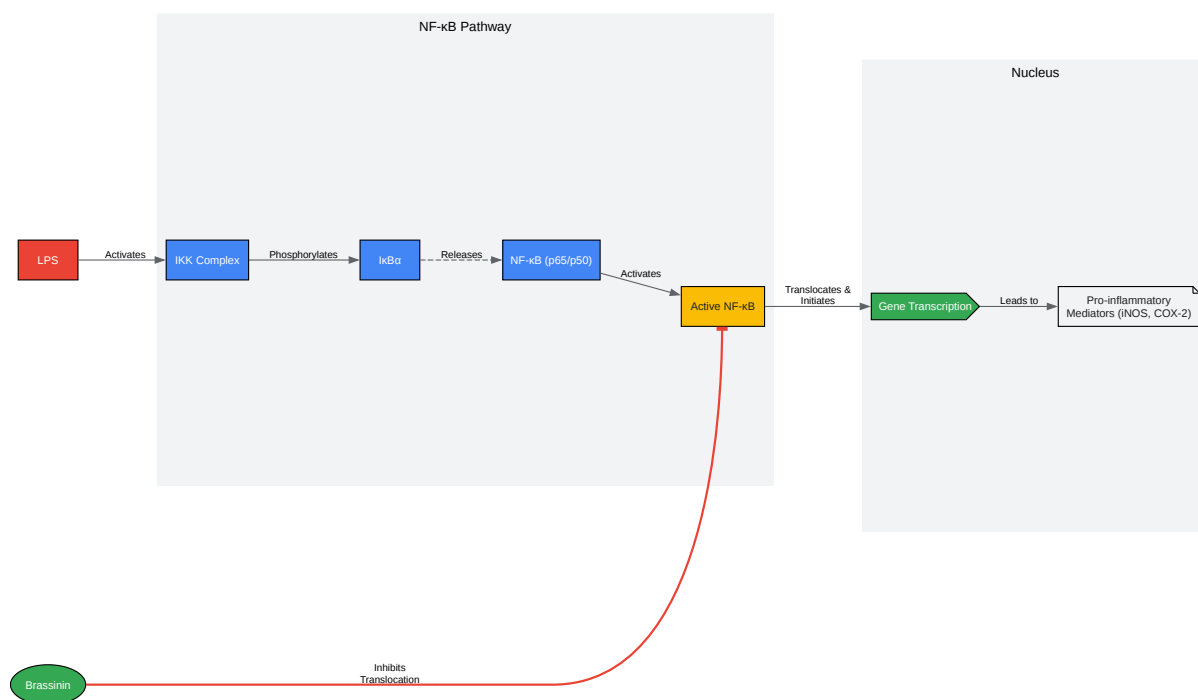 NF-κB Pathway
Nucleus
LPS
Activates
IKK Complex
Phosphorylates
IκBα
Releases
NF-κB (p65/p50)
Activates
Active NF-κB
Translocates &
Initiates
Gene Transcription
Leads to
Pro-inflammatory
Mediators (iNOS, COX-2)
Inhibits
Translocation
Brassinin